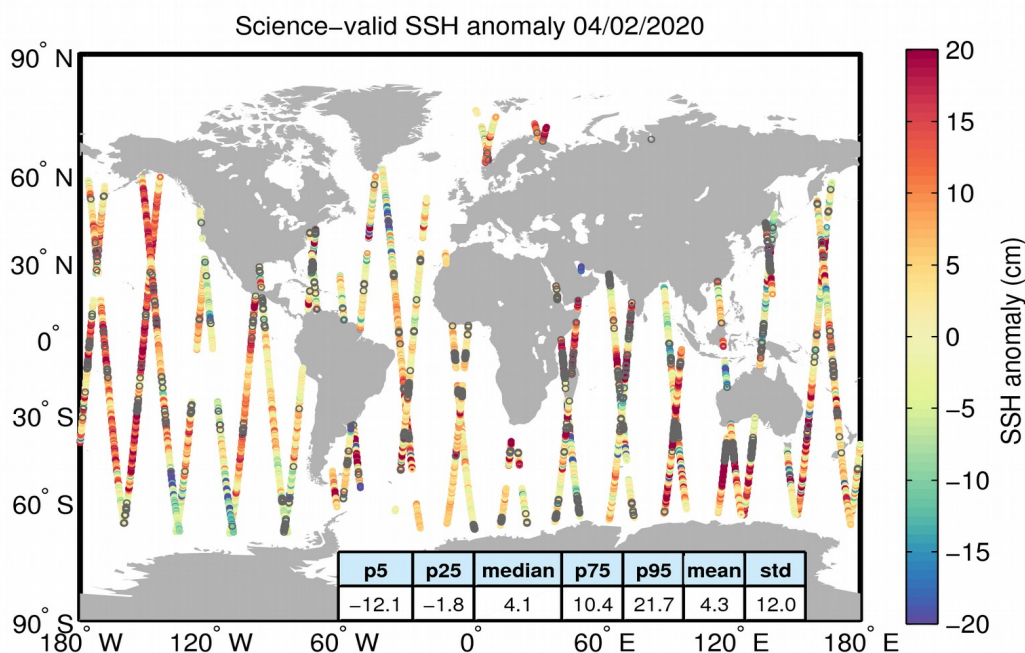 Science−valid SSH anomaly 04/02/2020
90° N
60° N
30° N
0°
30° S
60° S
90° S
180° W
120° W
60° W
0°
60° E
120° E
180° E
p5 p25 median p75 p95 mean std
−12.1 −1.8 4.1 10.4 21.7 4.3 12.0
20
15
10
5
0
−5
−10
−15
−20
SSH anomaly (cm)